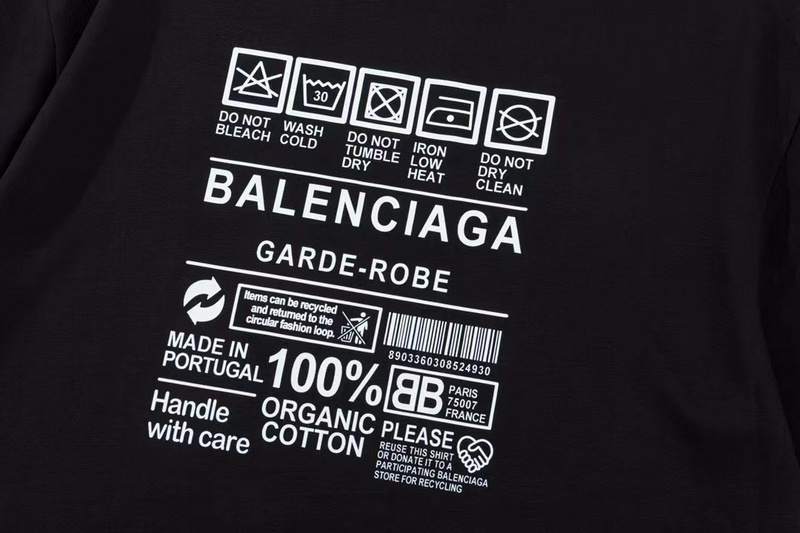 DO NOT
BLEACH
30
WASH
COLD
DO NOT
TUMBLE
DRY
IRON
LOW
HEAT
DO NOT
DRY
CLEAN
BALENCIAGA
GARDE-ROBE
Items can be recycled
and returned to the
circular fashion loop.
8903360308524930
MADE IN
PORTUGAL
100%
ORGANIC
COTTON
BB
PARIS
75007
FRANCE
Handle
with care
PLEASE
REUSE THIS SHIRT
OR DONATE IT TO A
PARTICIPATING BALENCIAGA
STORE FOR RECYCLING